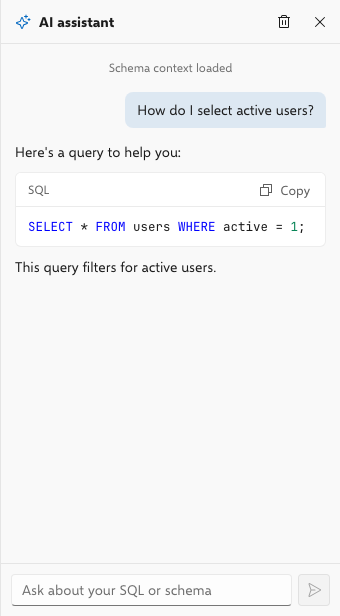 AI assistant
Schema context loaded
How do I select active users?
Here's a query to help you:
SQL
Copy
SELECT * FROM users WHERE active = 1;
This query filters for active users.
Ask about your SQL or schema